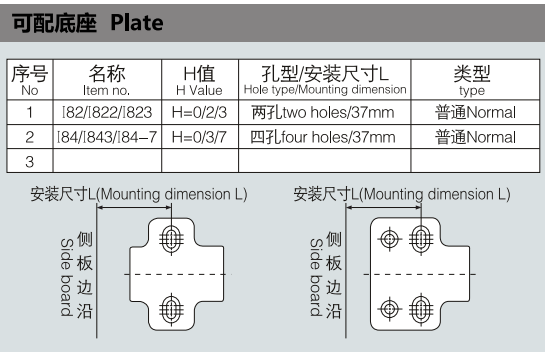 可配底座 Plate
序号 名称 H值 孔型/安装尺寸L 类型
No Item no. H Value Hole type/Mounting dimension type
1 I82/I822/I823 H=0/2/3 两孔two holes/37mm 普通Normal
2 I84/I843/I84-7 H=0/3/7 四孔four holes/37mm 普通Normal
3
安装尺寸L(Mounting dimension L) 安装尺寸L(Mounting dimension L)
侧板边沿
Side board
侧板边沿
Side board